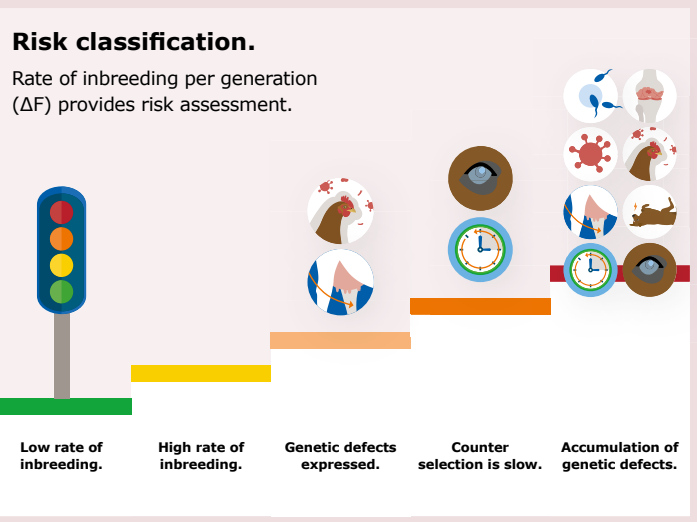 Risk classification.
Rate of inbreeding per generation
(ΔF) provides risk assessment.
Low rate of
inbreeding.
High rate of
inbreeding.
Genetic defects
expressed.
Counter
selection is slow.
Accumulation of
genetic defects.